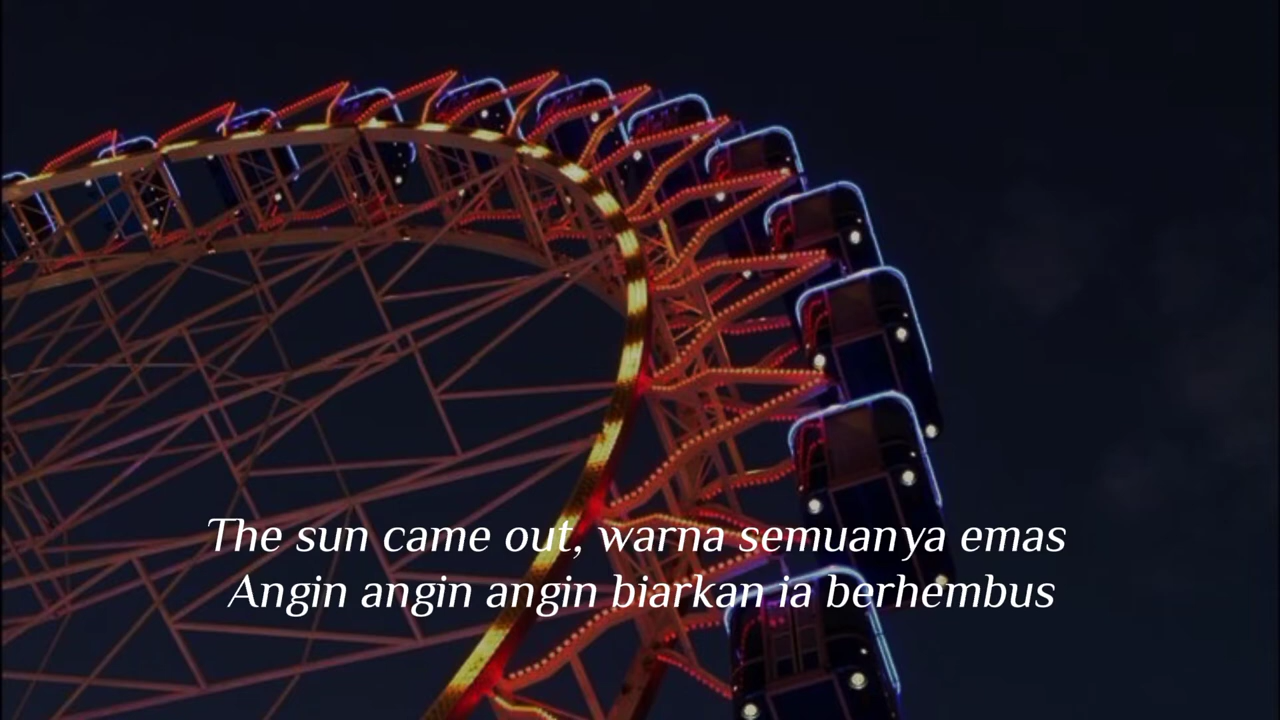 The sun came out, warna semuanya emas
Angin angin angin biarkan ia berhembus